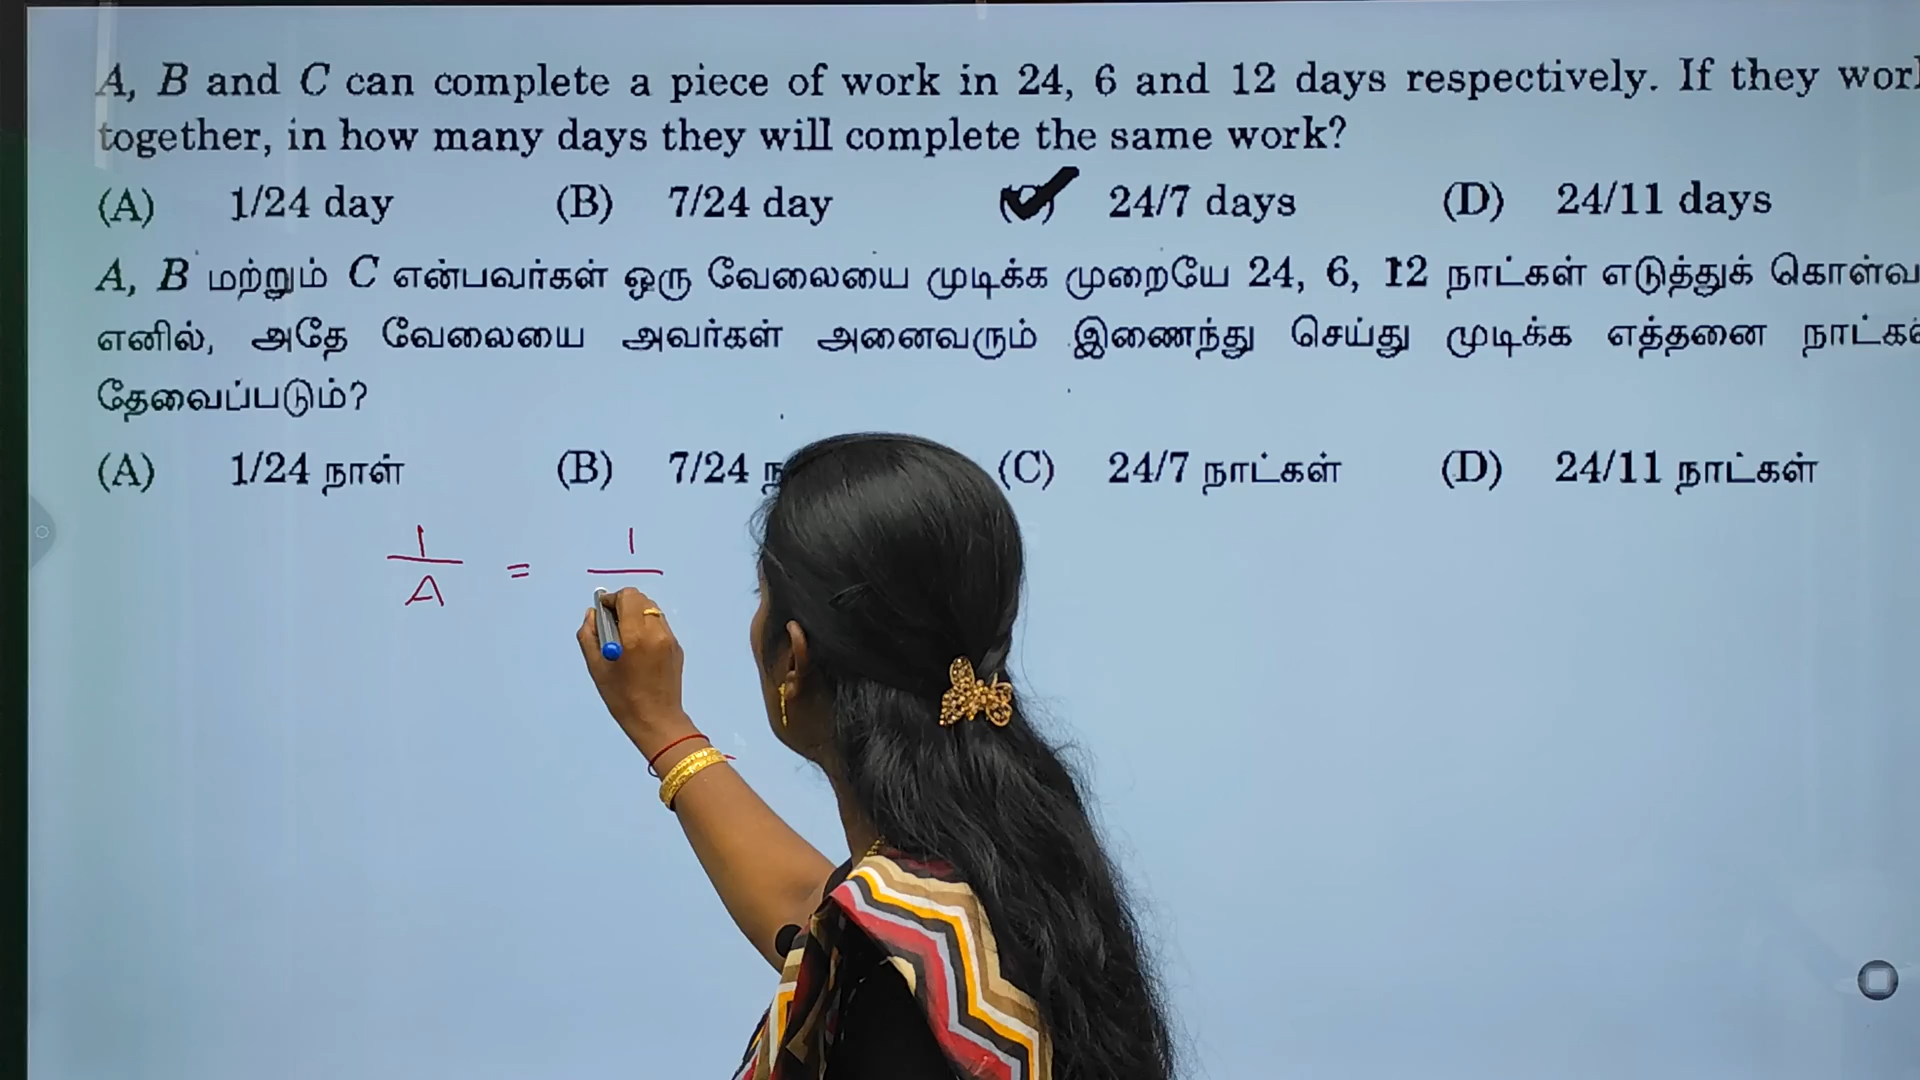 A, B and C can complete a piece of work in 24, 6 and 12 days respectively. If they
together, in how many days they will complete the same work?
(A) 1/24 day (B) 7/24 day 24/7 days (D) 24/11 days
A, B மற்றும் C என்பவர்கள் ஒரு வேலையை முடிக்க முறையே 24, 6, 12 நாட்கள் எடுத்துக்
எனில், அதே வேலையை அவர்கள் அனைவரும் இணைந்து செய்து முடிக்க எத்தனை
தேவைப்படும்?
(A) 1/24 நாள் (B) 7/24 (C) 24/7 நாட்கள் (D) 24/11 நாட்கள்
1/A = 1